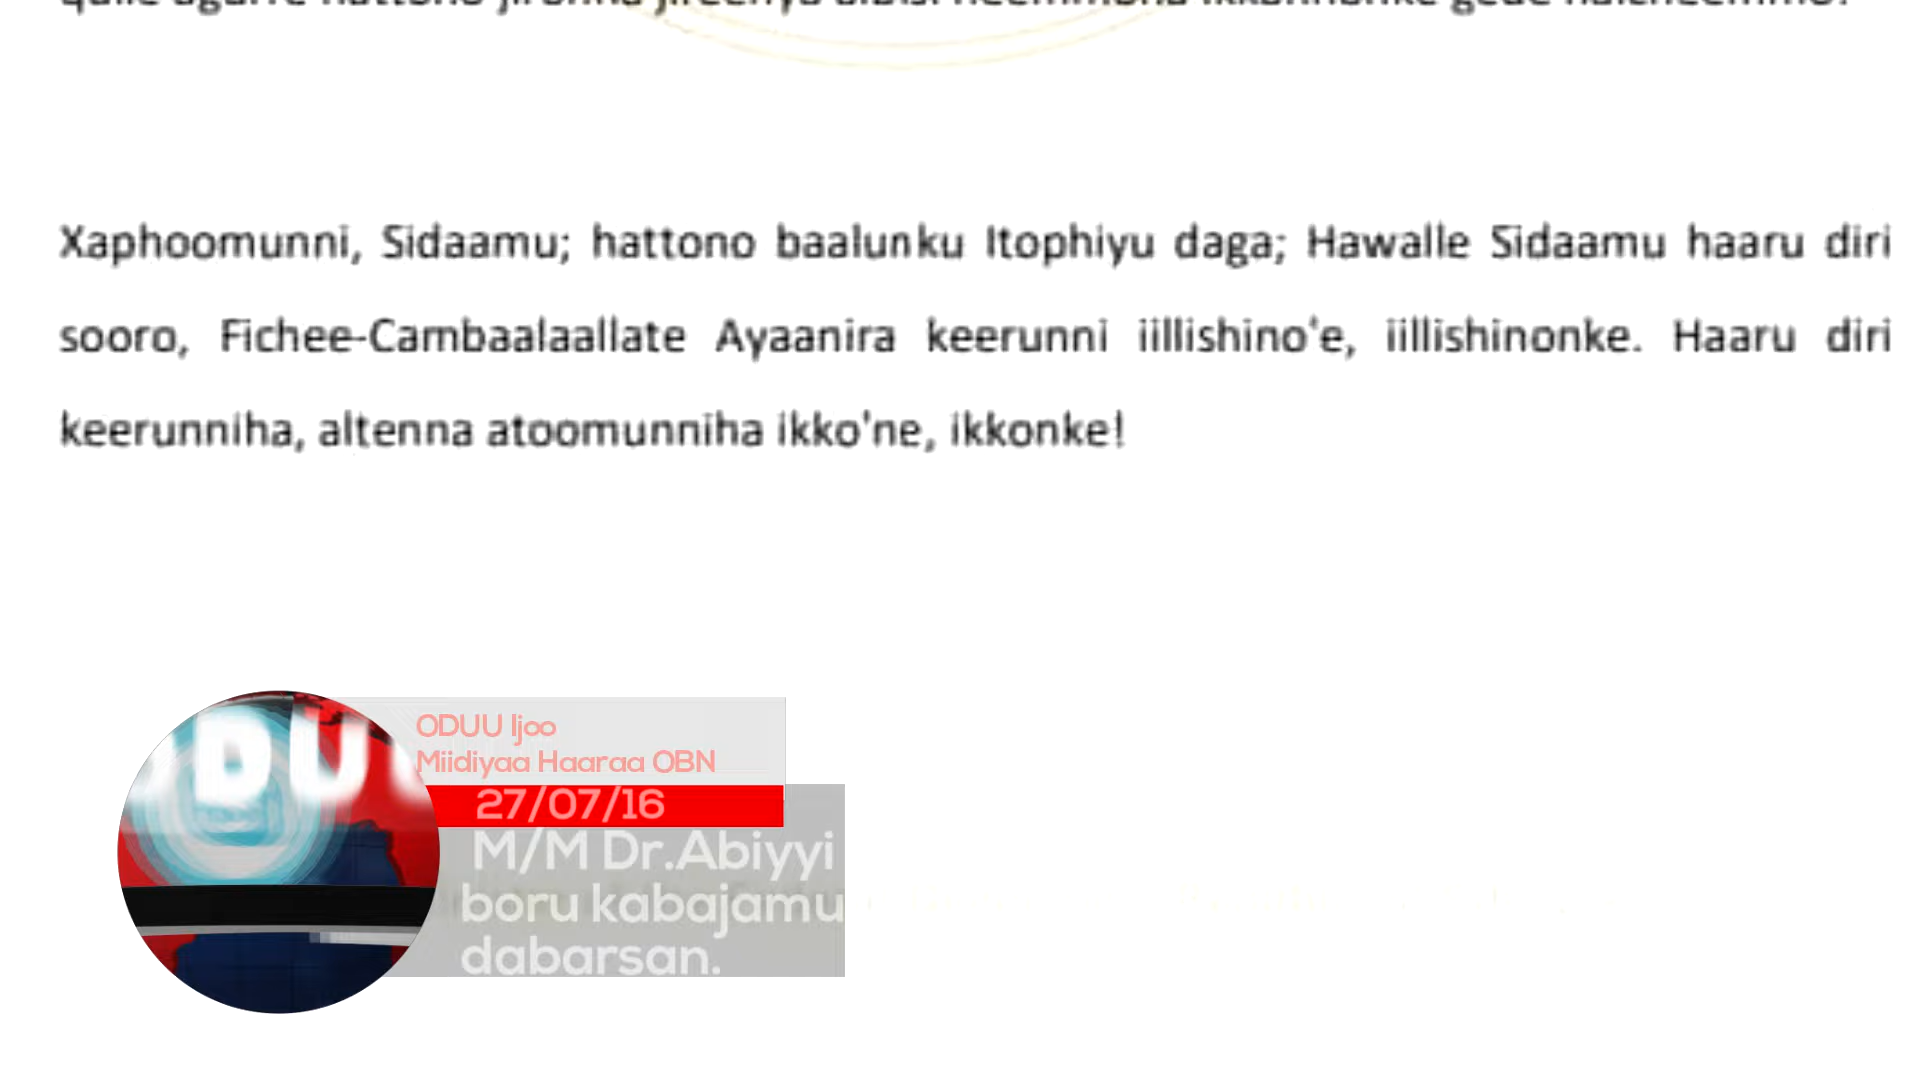 Xaphoomunni, Sidaamu; hattono baalunku Itophiyu daga; Hawalle Sidaamu haaru diri
sooro, Fichee-Cambaalaallate Ayaanira keerunni iillishino'e, iillishinonke. Haaru diri
keerunniha, altenna atoomunniha ikko'ne, ikkonke!
ODUU Ijoo
Miidiyaa Haaraa OBN
27/07/16
M/M Dr.Abiyyi
boru kabajamu
dabarsan.